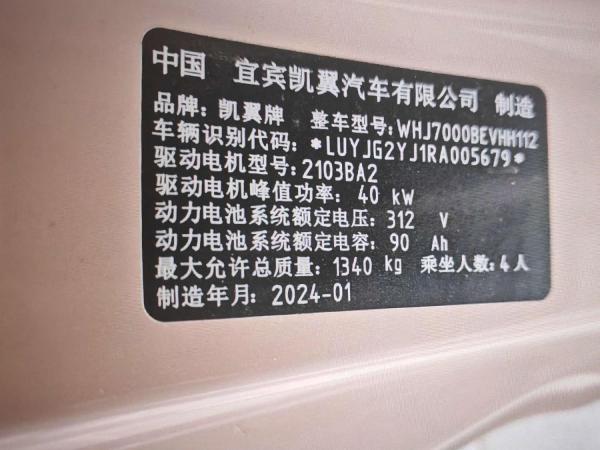 中国 宜宾凯翼汽车有限公司 制造
品牌: 凯翼牌 整车型号: WHJ7000BEVHH112
车辆识别代码: *LUYJG2YJ1RA005679*
驱动电机型号: 2103BA2
驱动电机峰值功率: 40 kW
动力电池系统额定电压: 312 V
动力电池系统额定电容: 90 Ah
最大允许总质量: 1340 kg 乘坐人数: 4 人
制造年月: 2024-01